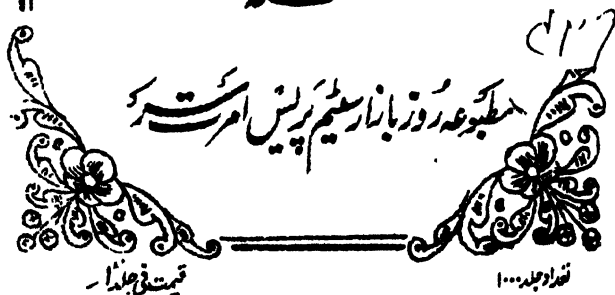 مطبوعہ روز بازار سٹیم پریس امرتسر
تعداد جلد ۱۰۰۰
قیمت فی جلد